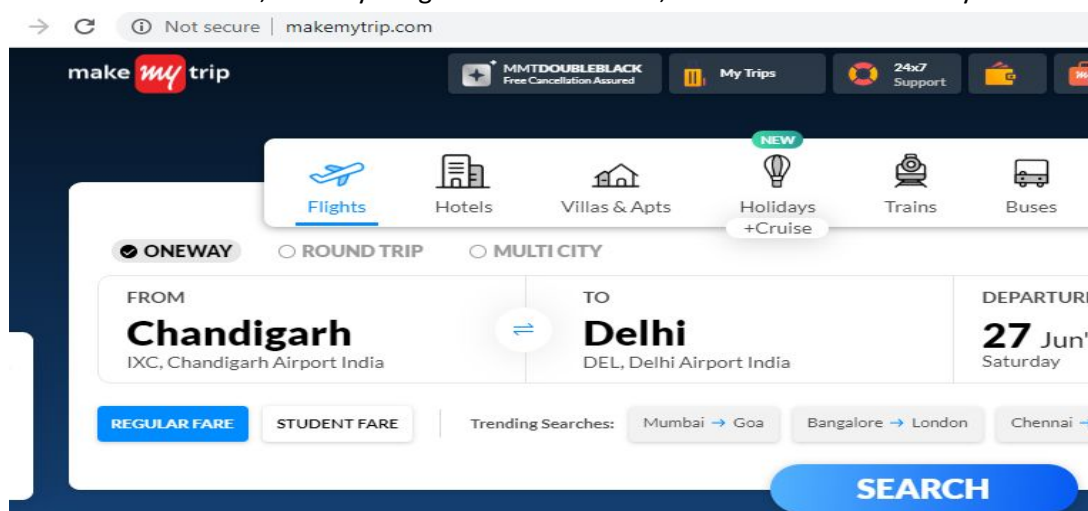 Not secure | makemytrip.com
make my trip
MMTDOUBLEBLACK
Free Cancellation Assured
My Trips
24x7
Support
NEW
Flights
Hotels
Villas & Apts
Holidays
+Cruise
Trains
Buses
ONEWAY
ROUND TRIP
MULTI CITY
FROM
Chandigarh
IXC, Chandigarh Airport India
TO
Delhi
DEL, Delhi Airport India
DEPARTURE
27 Jun'
Saturday
REGULAR FARE
STUDENT FARE
Trending Searches:
Mumbai → Goa
Bangalore → London
Chennai →
SEARCH